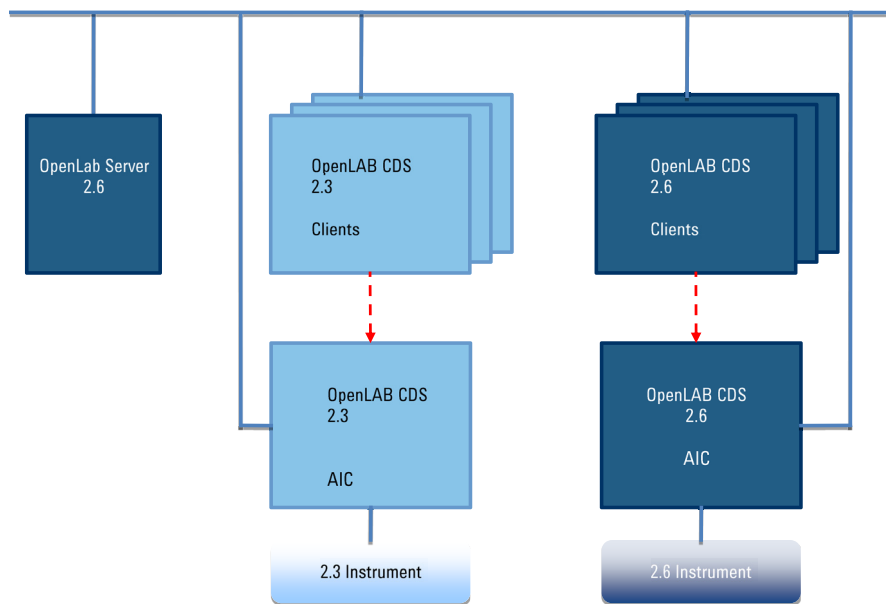 OpenLab Server
2.6
OpenLAB CDS
2.3
Clients
OpenLAB CDS
2.6
Clients
OpenLAB CDS
2.3
AIC
OpenLAB CDS
2.6
AIC
2.3 Instrument
2.6 Instrument